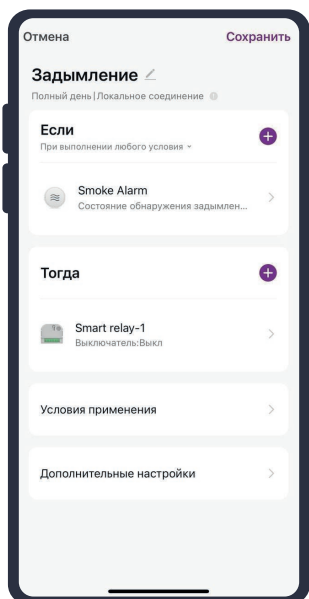 Отмена
Сохранить
Задымление
Полный день|Локальное соединение
Если
При выполнении любого условия
Smoke Alarm
Состояние обнаружения задымлен...
Тогда
Smart relay-1
Выключатель:Выкл
Условия применения
Дополнительные настройки